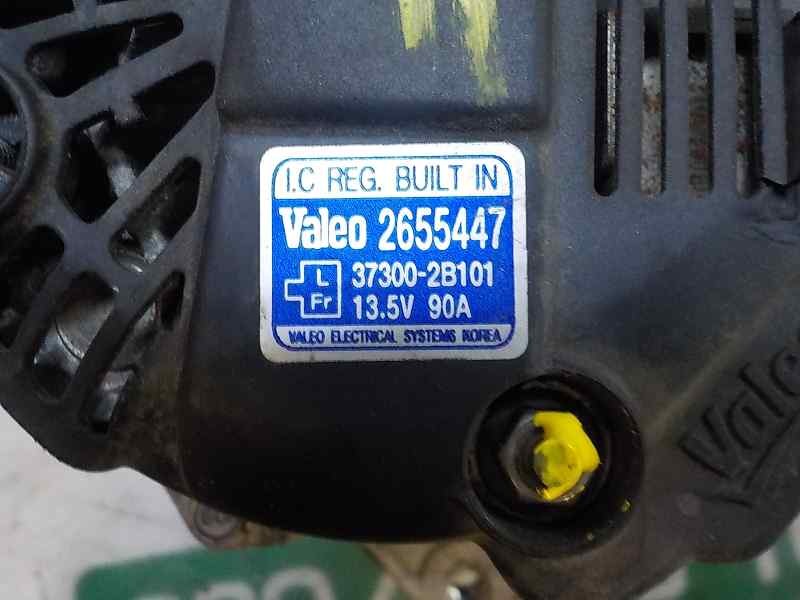 I.C REG. BUILT IN
Valeo 2655447
L 37300-2B101
Fr 13.5V 90A
VALEO ELECTRICAL SYSTEMS KOREA
Valeo